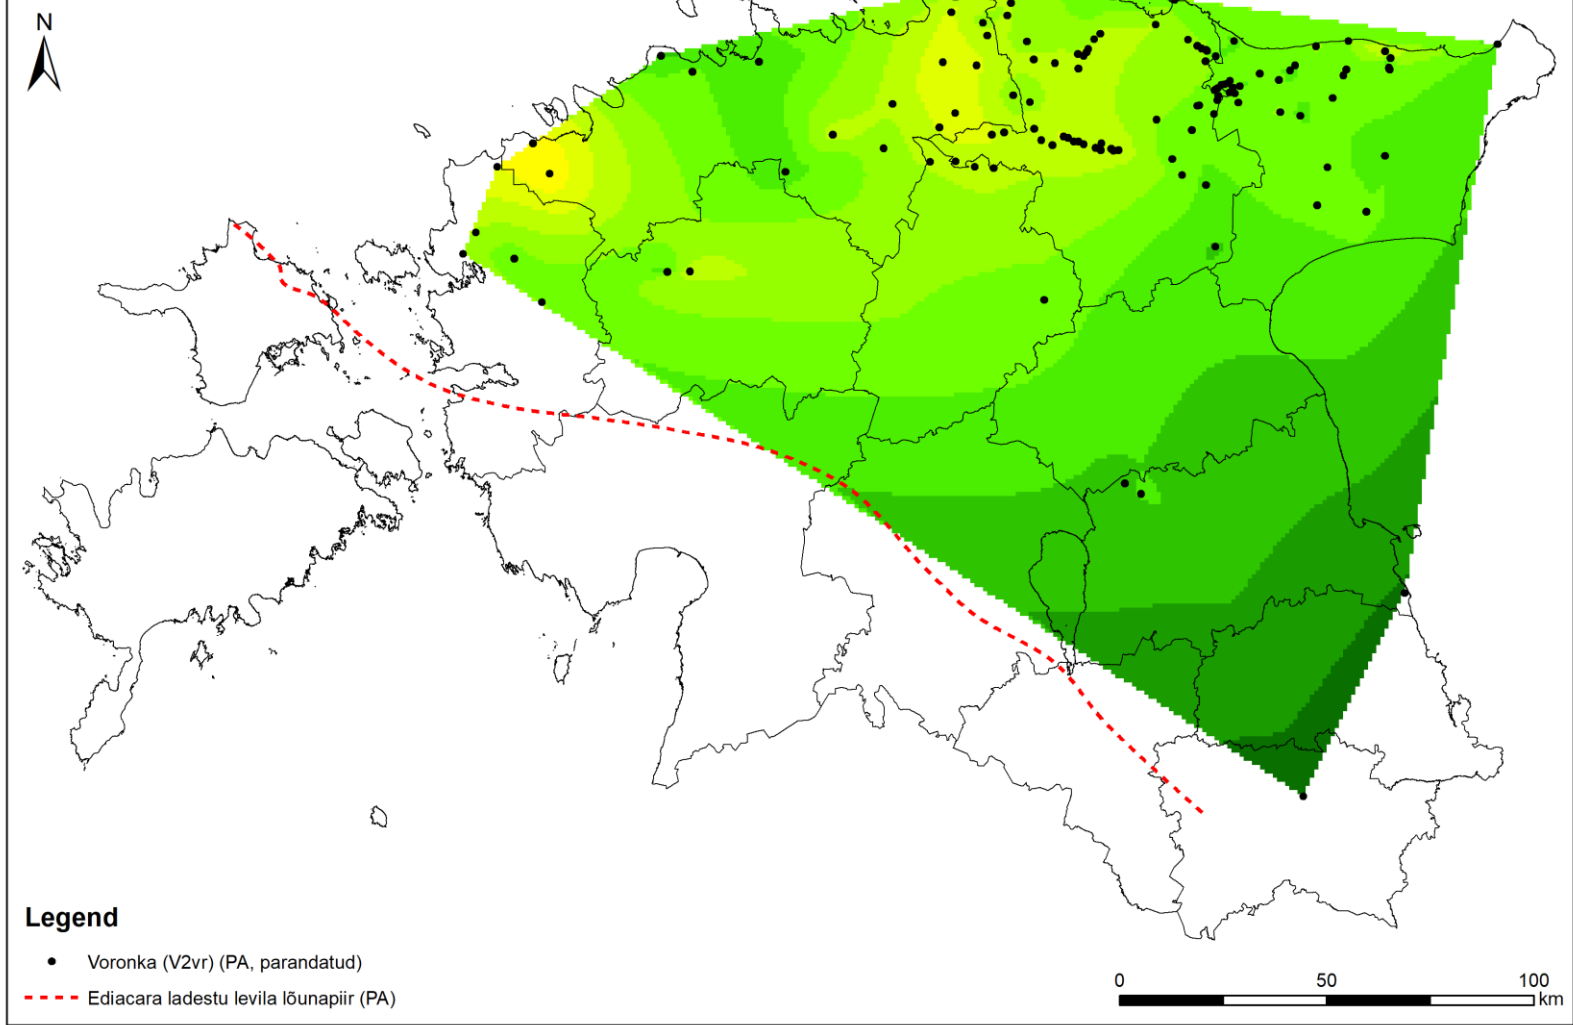 N
Legend
Voronka (V2vr) (PA, parandatud)
Ediacara ladestu levila lõunapiir (PA)
0 50 100
km